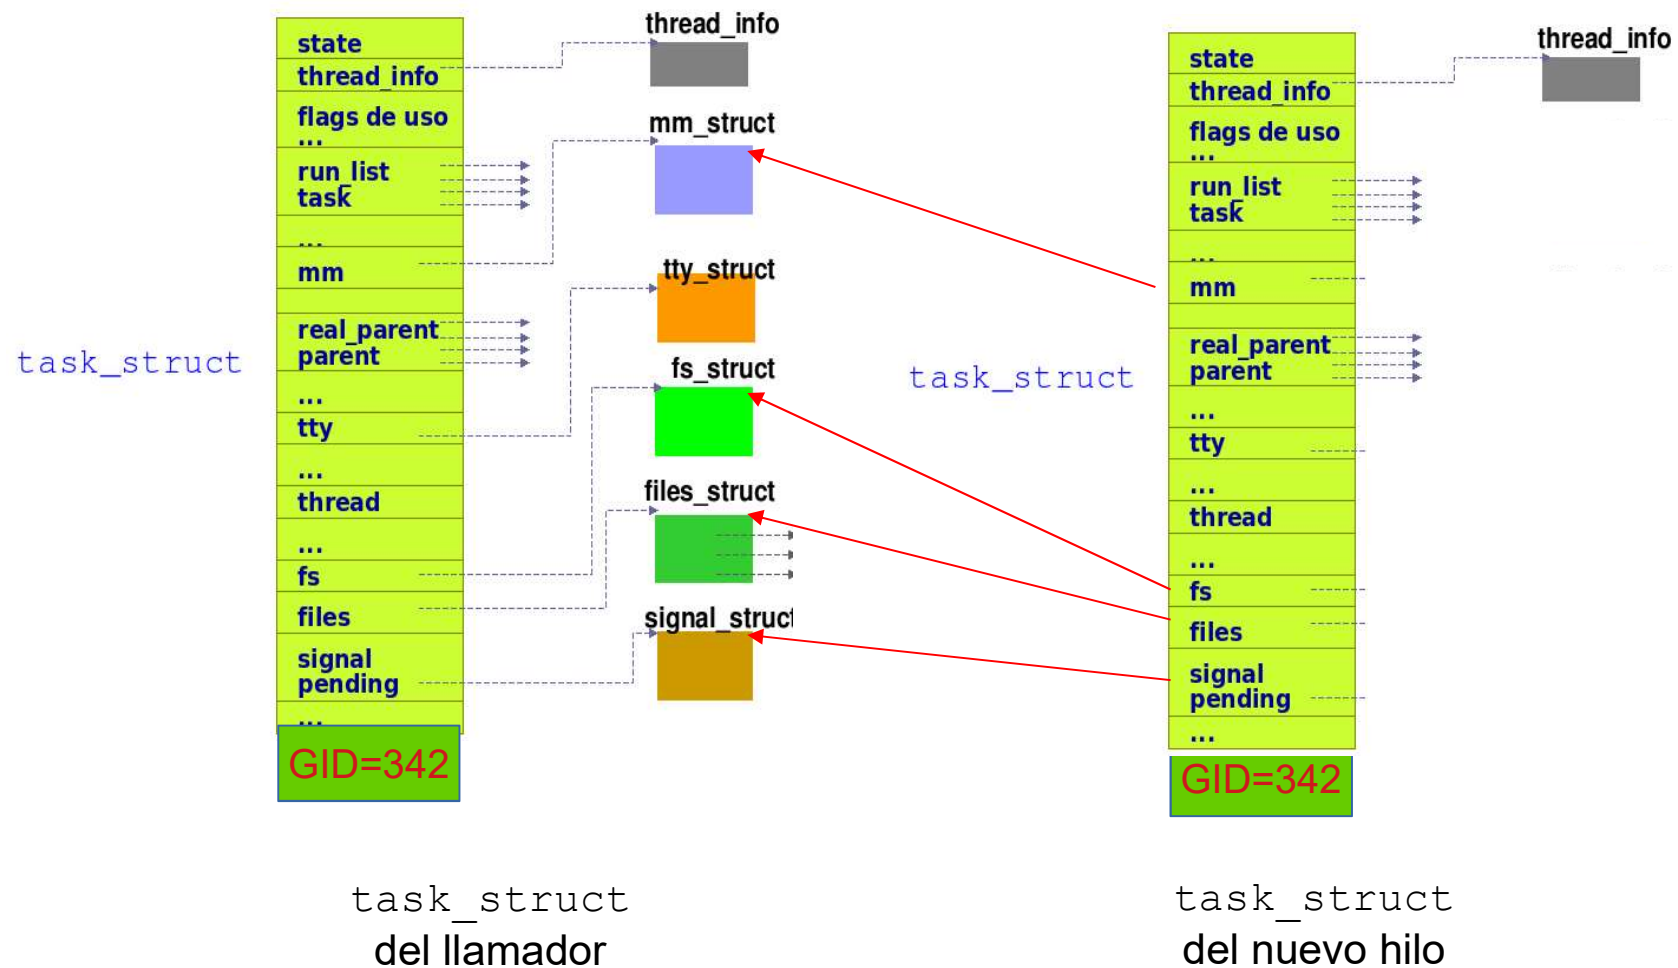 task_struct
state
thread_info
flags de uso
...
run_list
task
...
mm
real_parent
parent
...
tty
...
thread
...
fs
files
signal
pending
...
GID=342
thread_info
mm_struct
tty_struct
fs_struct
files_struct
signal_struct
task_struct
del llamador
task_struct
state
thread_info
flags de uso
...
run_list
task
...
mm
real_parent
parent
...
tty
...
thread
...
fs
files
signal
pending
...
GID=342
thread_info
task_struct
del nuevo hilo